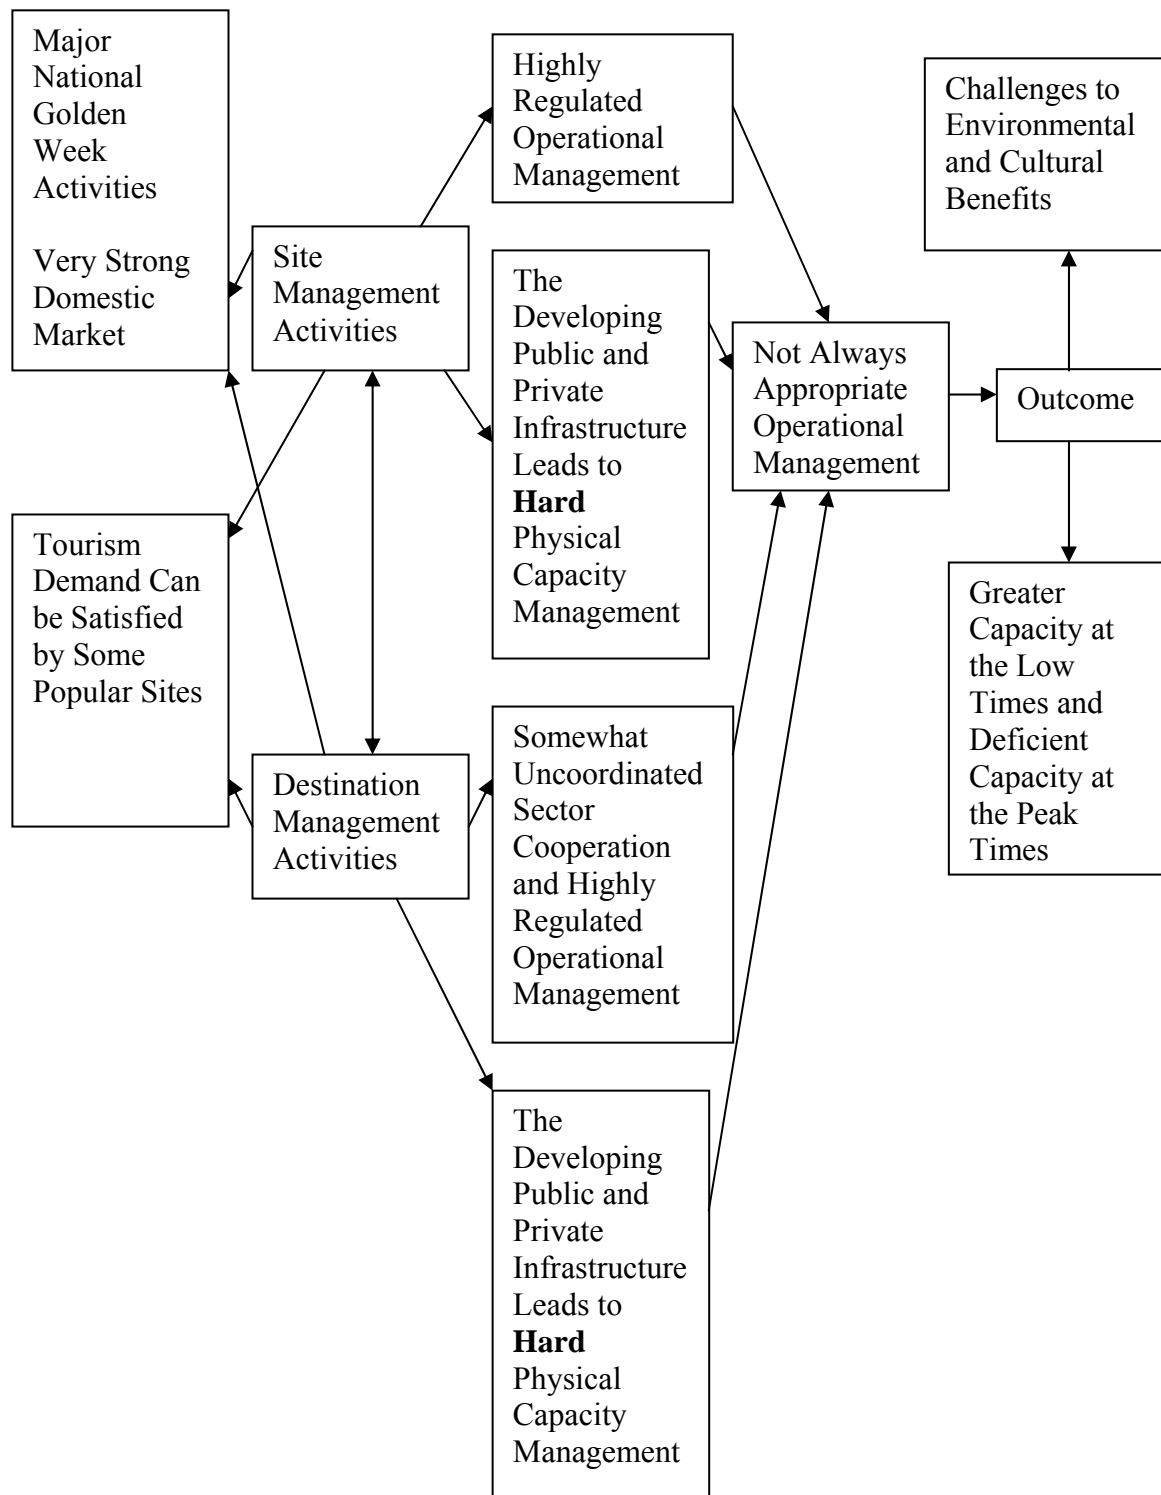 Major
National
Golden
Week
Activities
Very Strong
Domestic
Market
Tourism
Demand Can
be Satisfied
by Some
Popular Sites
Site
Management
Activities
Destination
Management
Activities
Highly
Regulated
Operational
Management
The
Developing
Public and
Private
Infrastructure
Leads to
Hard
Physical
Capacity
Management
Somewhat
Uncoordinated
Sector
Cooperation
and Highly
Regulated
Operational
Management
The
Developing
Public and
Private
Infrastructure
Leads to
Hard
Physical
Capacity
Management
Not Always
Appropriate
Operational
Management
Outcome
Challenges to
Environmental
and Cultural
Benefits
Greater
Capacity at
the Low
Times and
Deficient
Capacity at
the Peak
Times